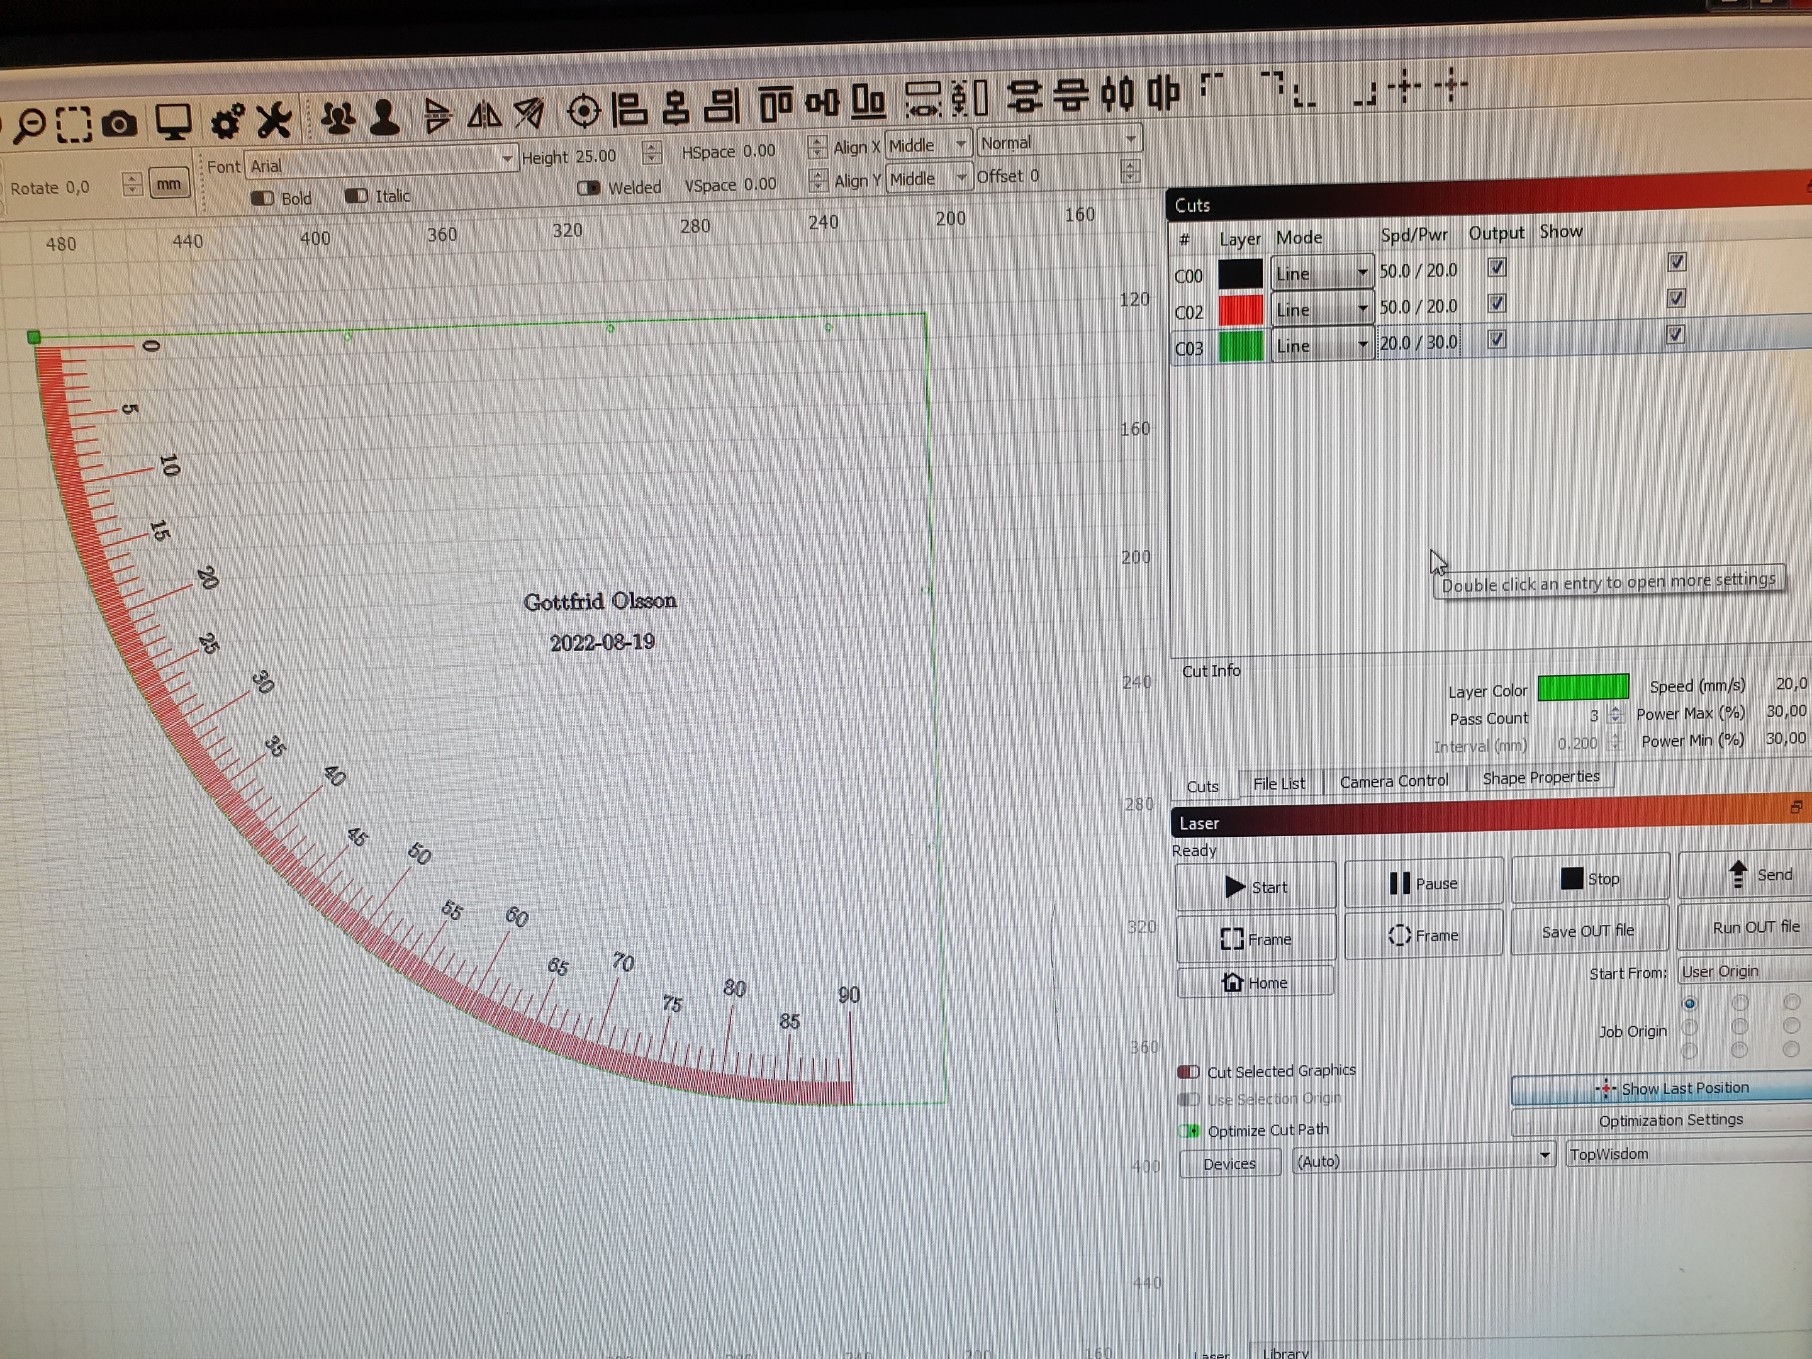 Font Arial Height 25.00 HSpace 0.00 Align X Middle Normal
Rotate 0,0 mm Bold Italic Welded VSpace 0.00 Align Y Middle Offset 0
480 440 400 360 320 280 240 200 160
120
160
200
240
280
320
360
400
440
0
5
10
15
20
25
30
35
40
45
50
55
60
65
70
75
80
85
90
Gottfrid Olsson
2022-08-19
Cuts
# Layer Mode Spd/Pwr Output Show
C00 Line 50.0 / 20.0
C02 Line 50.0 / 20.0
C03 Line 20.0 / 30.0
Double click an entry to open more settings
Cut Info
Layer Color Speed (mm/s) 20,0
Pass Count 3 Power Max (%) 30,00
Interval (mm) 0.200 Power Min (%) 30,00
Cuts File List Camera Control Shape Properties
Laser
Ready
Start Pause Stop Send
Frame Frame Save OUT file Run OUT file
Home Start From: User Origin
Job Origin
Cut Selected Graphics
Use Selection Origin
Show Last Position
Optimize Cut Path
Optimization Settings
Devices (Auto) TopWisdom
200 160
Laser Library